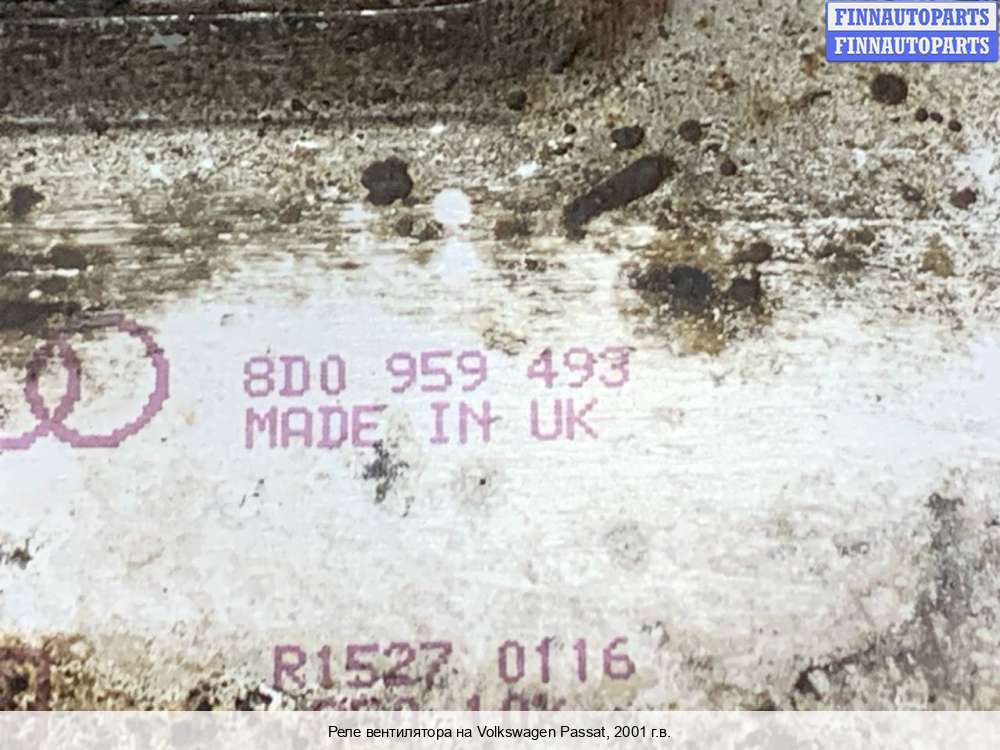 FINNAUTOPARTS
FINNAUTOPARTS
8D0 959 493
MADE IN UK
R1527 0116
Реле вентилятора на Volkswagen Passat, 2001 г.в.